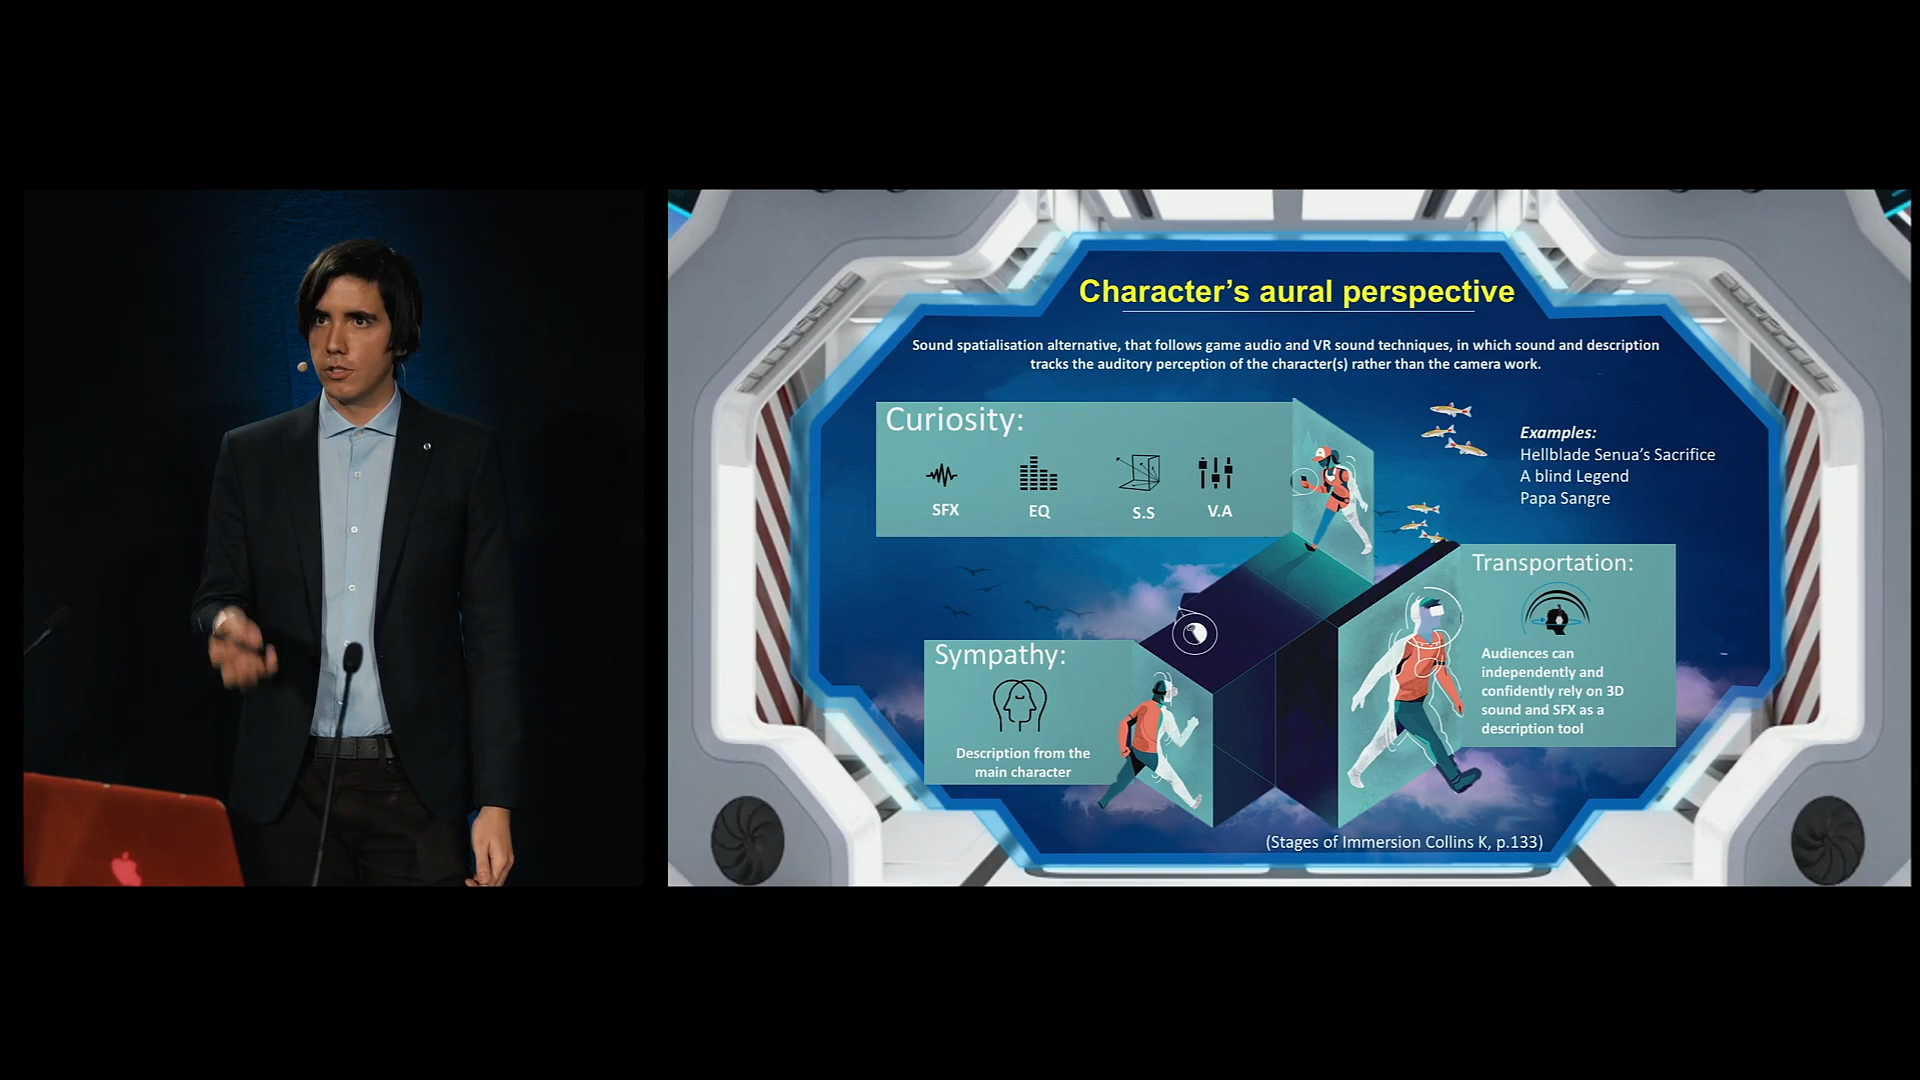 Character's aural perspective
Sound spatialisation alternative, that follows game audio and VR sound techniques, in which sound and description
tracks the auditory perception of the character(s) rather than the camera work.
Curiosity:
SFX
EQ
S.S
V.A
Examples:
Hellblade Senua's Sacrifice
A blind Legend
Papa Sangre
Transportation:
Audiences can
independently and
confidently rely on 3D
sound and SFX as a
description tool
Sympathy:
Description from the
main character
(Stages of Immersion Collins K, p.133)